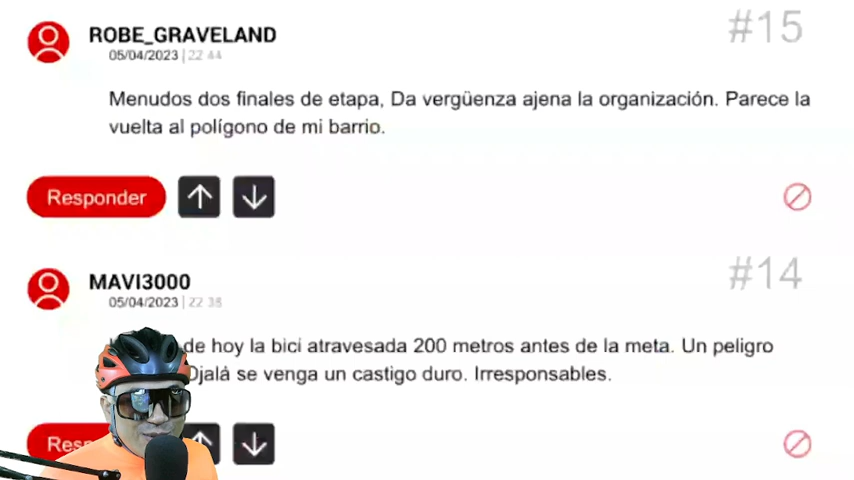 ROBE_GRAVELAND
#15
05/04/2023 | 22 44
Menudos dos finales de etapa, Da vergüenza ajena la organización. Parece la
vuelta al polígono de mi barrio.
Responder
MAVI3000
#14
05/04/2023 | 22 38
de hoy la bici atravesada 200 metros antes de la meta. Un peligro
Ojalá se venga un castigo duro. Irresponsables.